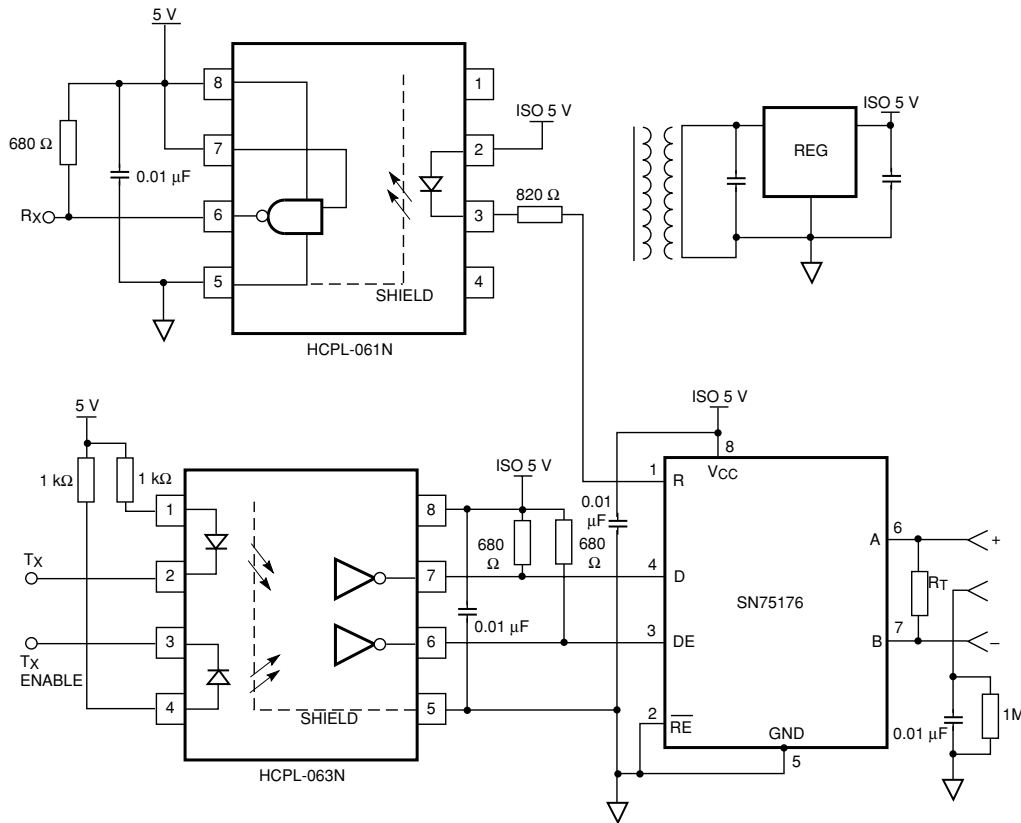 5 V
8
7
6
5
680 Ω
0.01 µF
RX
SHIELD
HCPL-061N
1
2
3
4
ISO 5 V
820 Ω
REG
ISO 5 V
5 V
1 kΩ
1 kΩ
1
2
3
4
TX
TX
ENABLE
SHIELD
HCPL-063N
8
7
6
5
ISO 5 V
680
Ω
680
Ω
0.01 µF
ISO 5 V
0.01
µF
8
VCC
1
R
4
D
3
DE
2
RE
GND
5
SN75176
A
6
B
7
+
RT
–
0.01 µF
1M